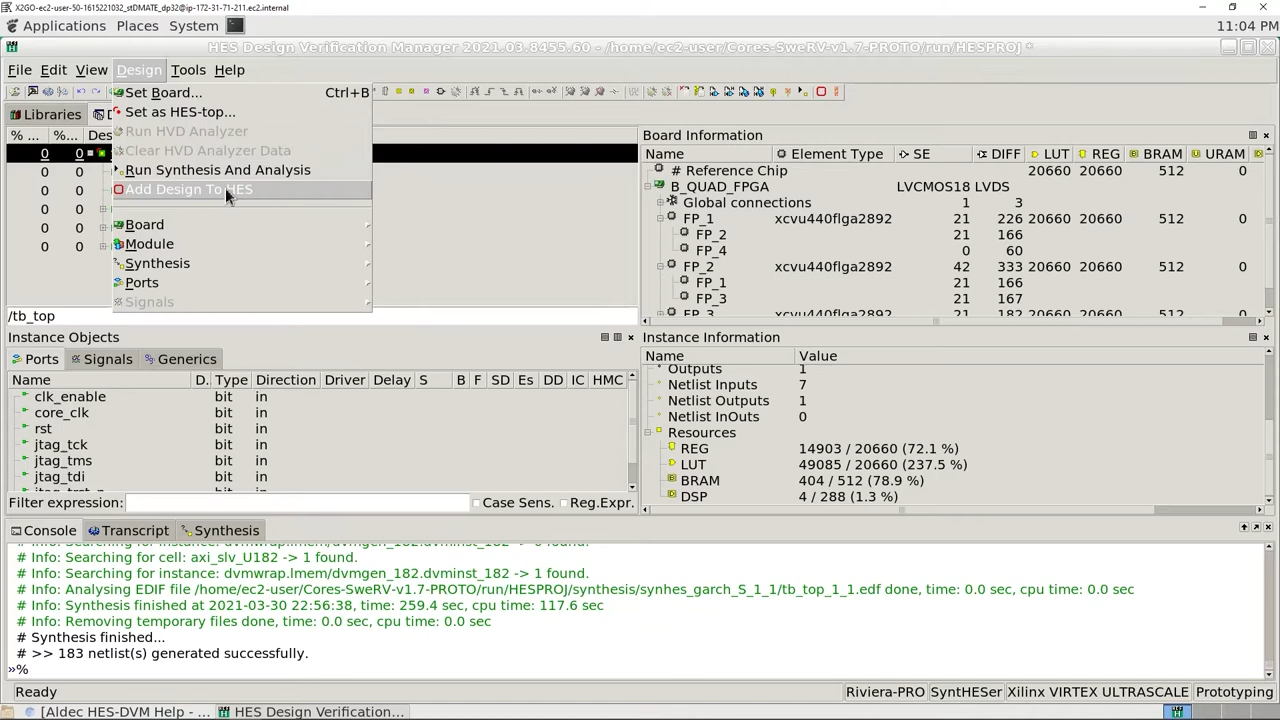 X2GO-ec2-user-50-1615221032_stDMATE_dp32@ip-172-31-71-211.ec2.internal
Applications Places System 11:04 PM
HES Design Verification Manager 2021.03.8455.60 - /home/ec2-user/Cores-SweRV-v1.7-PROTO/run/HESPROJ *
File Edit View Design Tools Help
Set Board... Ctrl+B
Set as HES-top...
Run HVD Analyzer
Clear HVD Analyzer Data
Run Synthesis And Analysis
Add Design To HES
Board
Module
Synthesis
Ports
Signals
Libraries
% ... %... Des
0 0
0 0
0 0
0 0
0 0
/tb_top
Board Information
Name Element Type SE DIFF LUT REG BRAM URAM
# Reference Chip 20660 20660 512 0
B_QUAD_FPGA LVCMOS18 LVDS
Global connections 1 3
FP_1 xcvu440flga2892 21 226 20660 20660 512 0
FP_2 21 166
FP_4 0 60
FP_2 xcvu440flga2892 42 333 20660 20660 512 0
FP_1 21 166
FP_3 21 167
FP_3 xcvu440flga2892 21 182 20660 20660 512 0
Instance Objects
Ports Signals Generics
Name D. Type Direction Driver Delay S B F SD Es DD IC HMC
clk_enable bit in
core_clk bit in
rst bit in
jtag_tck bit in
jtag_tms bit in
jtag_tdi bit in
Filter expression: Case Sens. Reg.Expr.
Instance Information
Name Value
Outputs 1
Netlist Inputs 7
Netlist Outputs 1
Netlist InOuts 0
Resources
REG 14903 / 20660 (72.1 %)
LUT 49085 / 20660 (237.5 %)
BRAM 404 / 512 (78.9 %)
DSP 4 / 288 (1.3 %)
Console Transcript Synthesis
# Info: Searching for cell: axi_slv_U182 -> 1 found.
# Info: Searching for instance: dvmwrap.lmem/dvmgen_182.dvminst_182 -> 1 found.
# Info: Analysing EDIF file /home/ec2-user/Cores-SweRV-v1.7-PROTO/run/HESPROJ/synthesis/synhes_garch_S_1_1/tb_top_1_1.edf done, time: 0.0 sec, cpu time: 0.0 sec
# Info: Synthesis finished at 2021-03-30 22:56:38, time: 259.4 sec, cpu time: 117.6 sec
# Info: Removing temporary files done, time: 0.0 sec, cpu time: 0.0 sec
# Synthesis finished...
# >> 183 netlist(s) generated successfully.
»%
Ready Riviera-PRO SyntHESer Xilinx VIRTEX ULTRASCALE Prototyping
[Aldec HES-DVM Help - ... HES Design Verification...